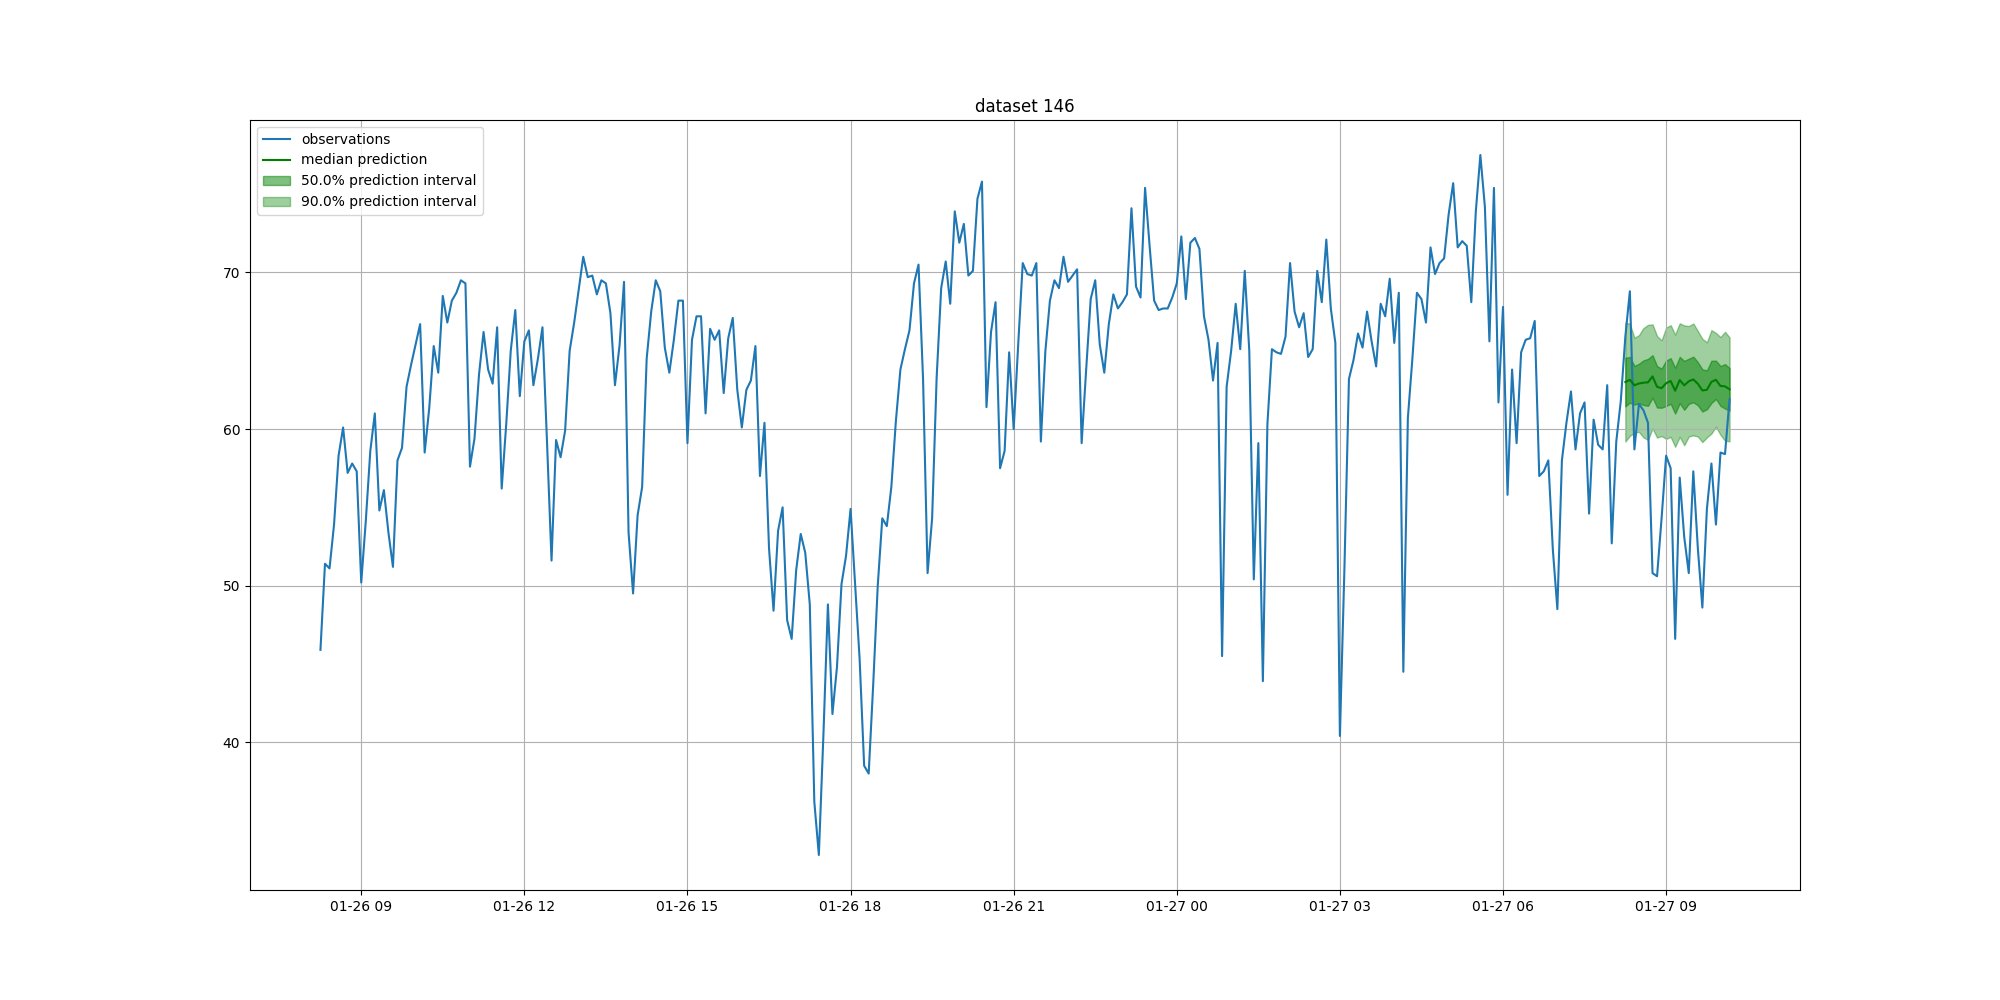 dataset 146
observations
median prediction
50.0% prediction interval
90.0% prediction interval
70
60
50
40
01-26 09
01-26 12
01-26 15
01-26 18
01-26 21
01-27 00
01-27 03
01-27 06
01-27 09